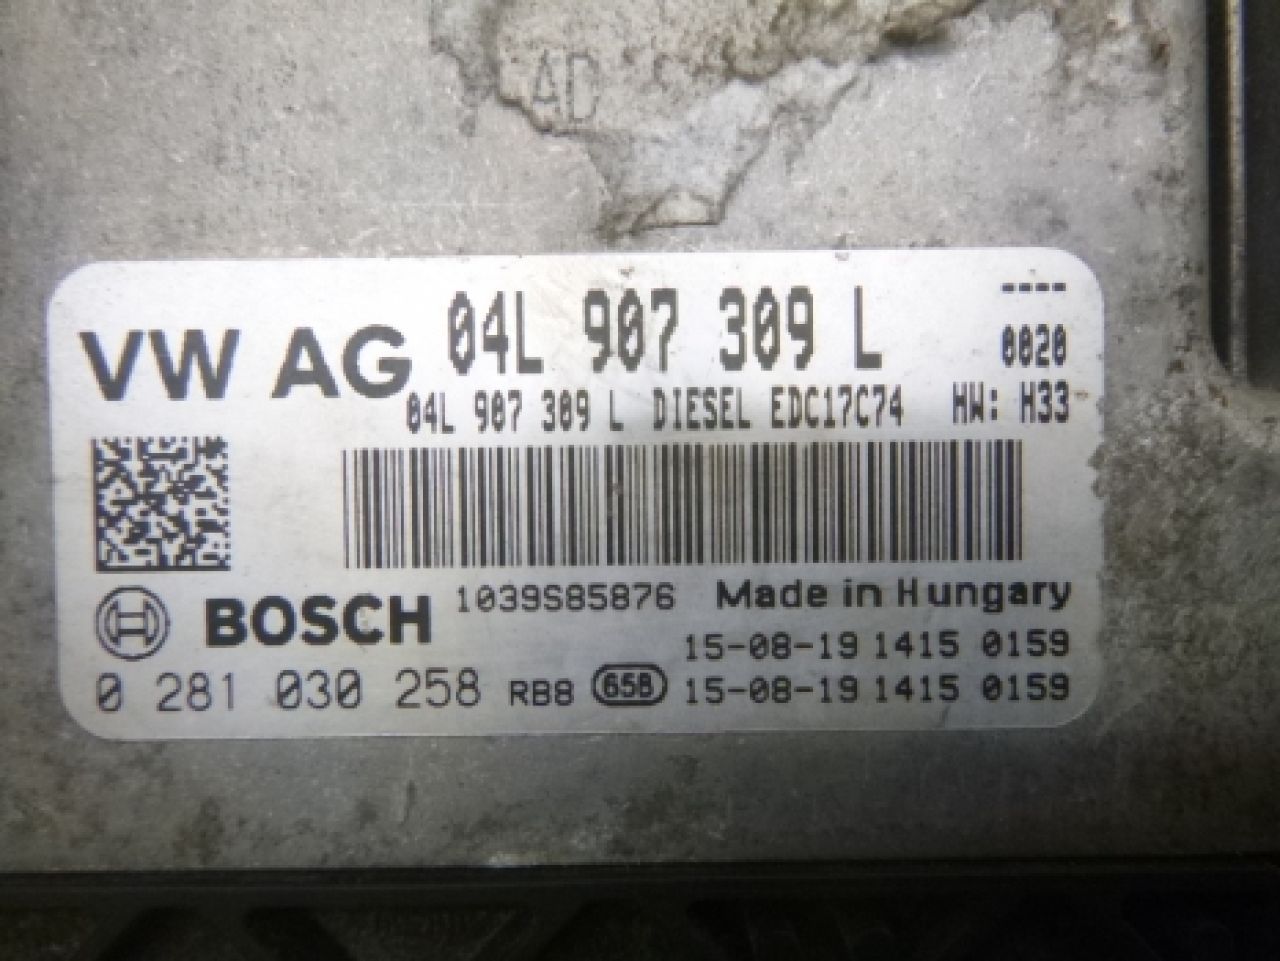 AD
VW AG 04L 907 309 L ----
0020
04L 907 309 L DIESEL EDC17C74 HW: H33
BOSCH 1039S85876 Made in Hungary
15-08-19 1415 0159
0 281 030 258 RB8 65B 15-08-19 1415 0159